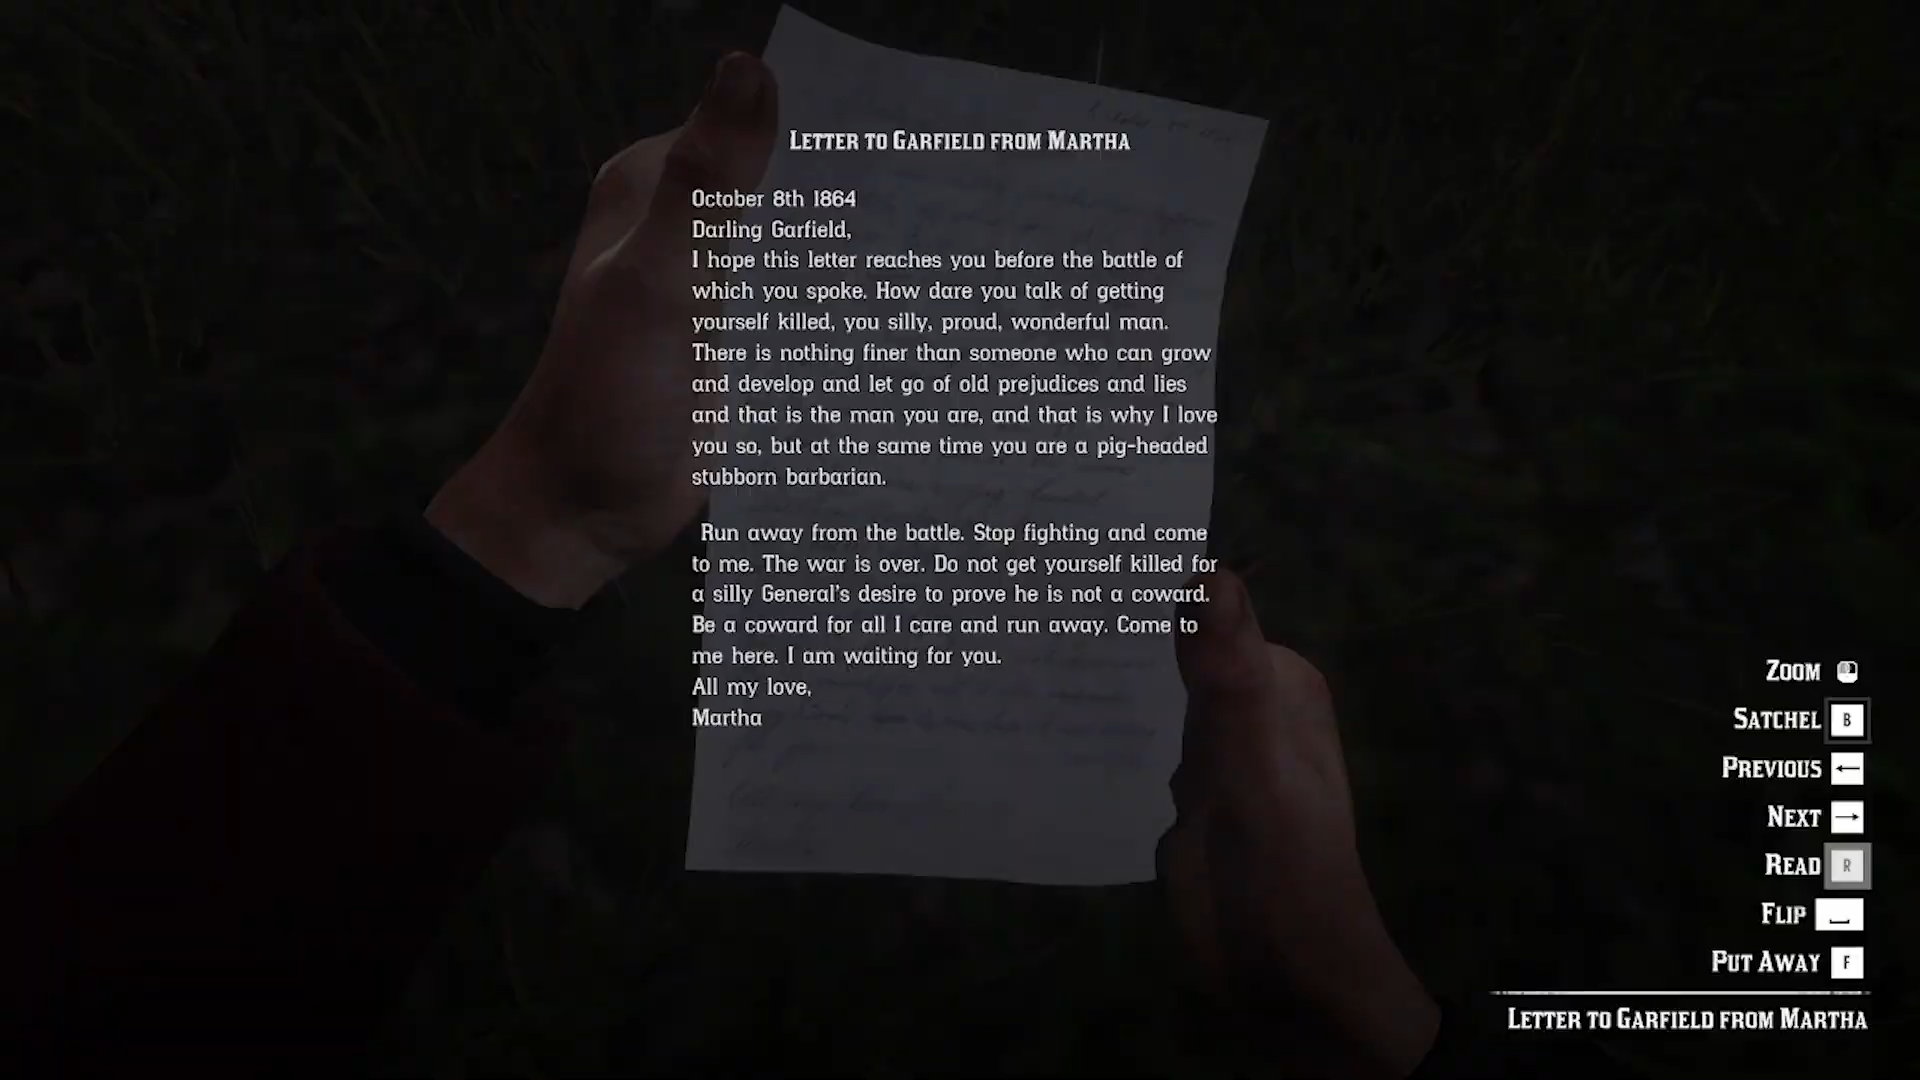 Letter to Garfield from Martha
October 8th 1864
Darling Garfield,
I hope this letter reaches you before the battle of
which you spoke. How dare you talk of getting
yourself killed, you silly, proud, wonderful man.
There is nothing finer than someone who can grow
and develop and let go of old prejudices and lies
and that is the man you are, and that is why I love
you so, but at the same time you are a pig-headed
stubborn barbarian.
Run away from the battle. Stop fighting and come
to me. The war is over. Do not get yourself killed for
a silly General's desire to prove he is not a coward.
Be a coward for all I care and run away. Come to
me here. I am waiting for you.
All my love,
Martha
Zoom
Satchel B
Previous ←
Next →
Read R
Flip
Put Away F
Letter to Garfield from Martha